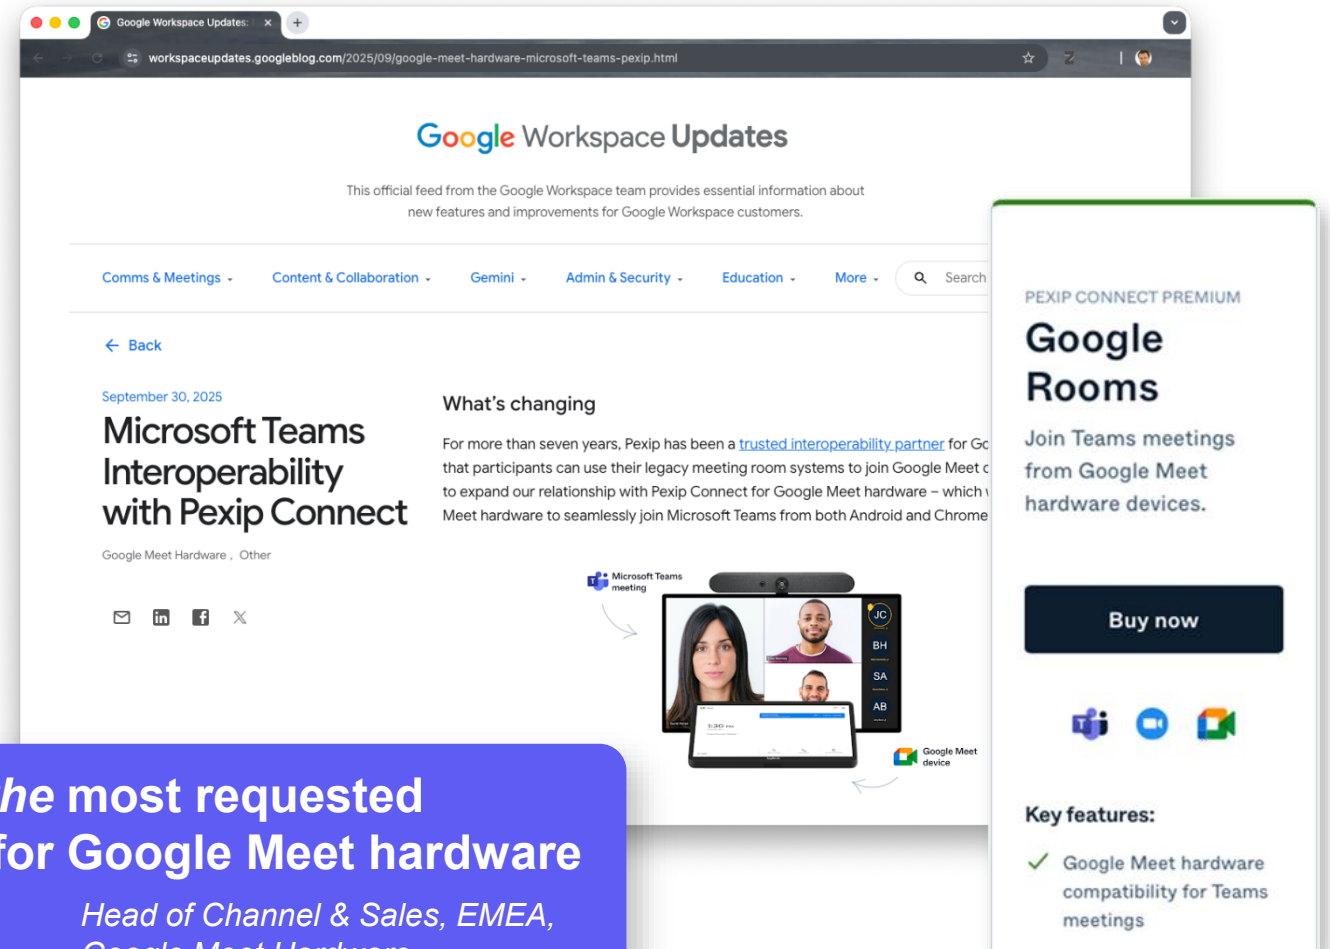 Google Workspace Updates:
workspaceupdates.googleblog.com/2025/09/google-meet-hardware-microsoft-teams-pexip.html
Google Workspace Updates
This official feed from the Google Workspace team provides essential information about
new features and improvements for Google Workspace customers.
Comms & Meetings
Content & Collaboration
Gemini
Admin & Security
Education
More
Search
← Back
September 30, 2025
Microsoft Teams
Interoperability
with Pexip Connect
Google Meet Hardware , Other
What's changing
For more than seven years, Pexip has been a trusted interoperability partner for
that participants can use their legacy meeting room systems to join Google Meet
to expand our relationship with Pexip Connect for Google Meet hardware – which
Meet hardware to seamlessly join Microsoft Teams from both Android and Chrome
Microsoft Teams
meeting
JC
BH
SA
AB
1:30
Google Meet
device
PEXIP CONNECT PREMIUM
Google
Rooms
Join Teams meetings
from Google Meet
hardware devices.
Buy now
Key features:
Google Meet hardware
compatibility for Teams
meetings
the most requested
for Google Meet hardware
Head of Channel & Sales, EMEA,
Google Meet Hardware